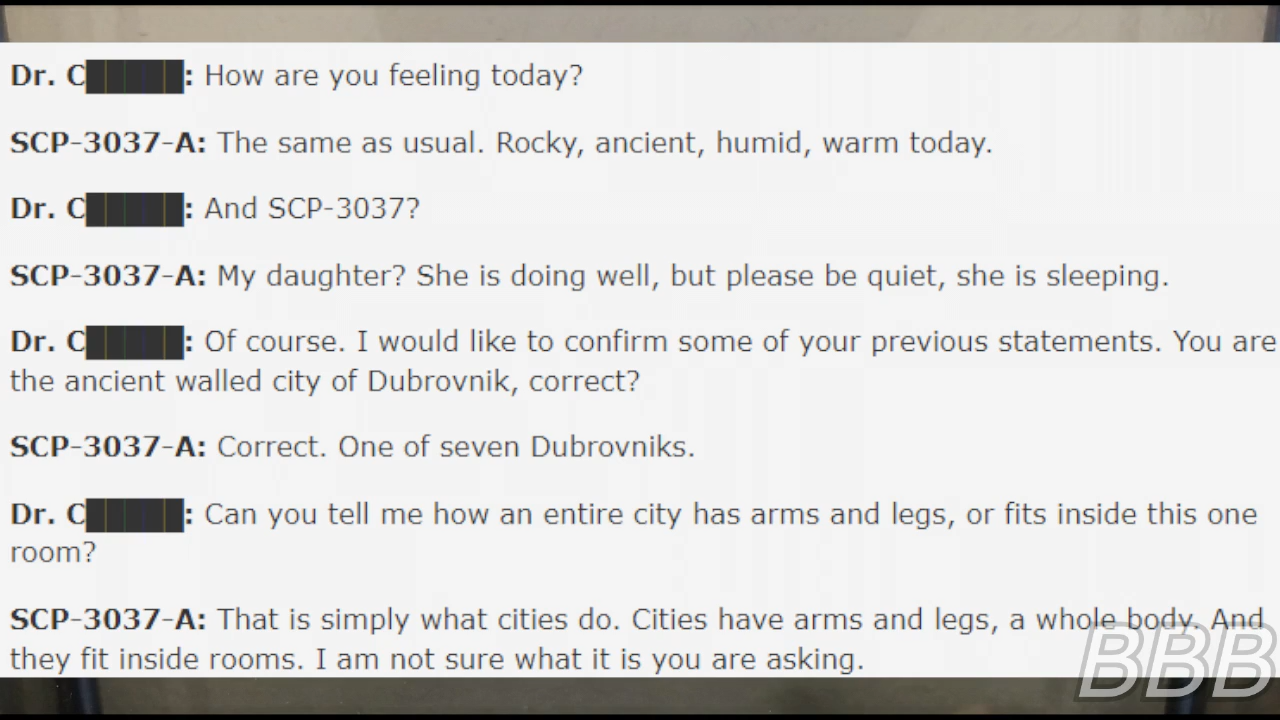 Dr. C█████: How are you feeling today?
SCP-3037-A: The same as usual. Rocky, ancient, humid, warm today.
Dr. C█████: And SCP-3037?
SCP-3037-A: My daughter? She is doing well, but please be quiet, she is sleeping.
Dr. C█████: Of course. I would like to confirm some of your previous statements. You are
the ancient walled city of Dubrovnik, correct?
SCP-3037-A: Correct. One of seven Dubrovniks.
Dr. C█████: Can you tell me how an entire city has arms and legs, or fits inside this one
room?
SCP-3037-A: That is simply what cities do. Cities have arms and legs, a whole body. And
they fit inside rooms. I am not sure what it is you are asking.
BBB